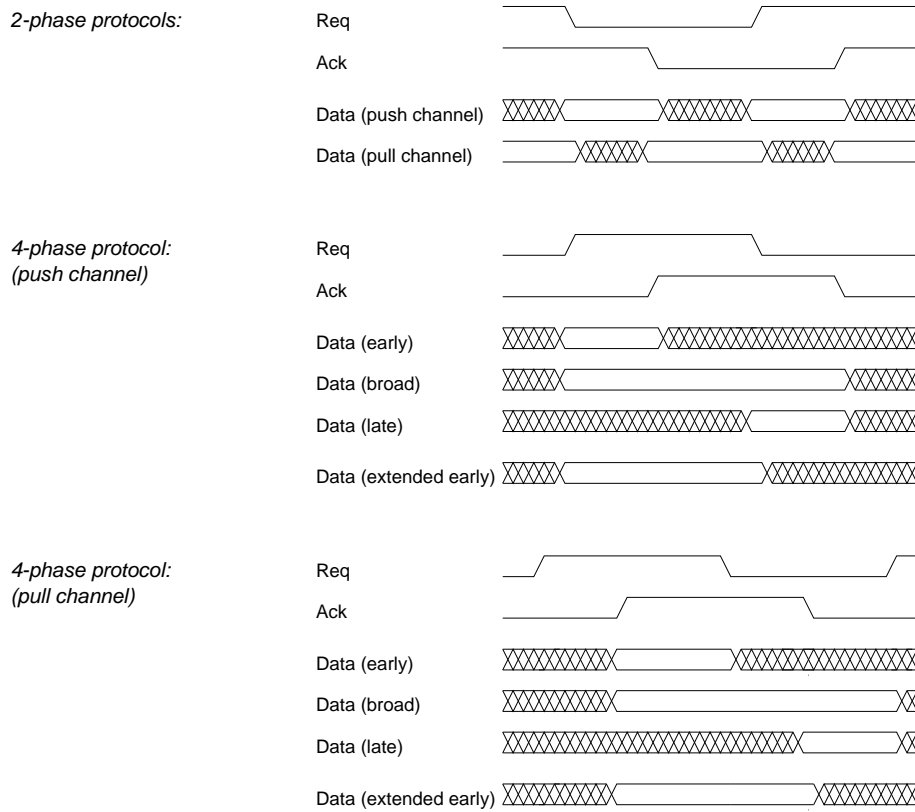 2-phase protocols:
Req
Ack
Data (push channel)
Data (pull channel)
4-phase protocol:
(push channel)
Req
Ack
Data (early)
Data (broad)
Data (late)
Data (extended early)
4-phase protocol:
(pull channel)
Req
Ack
Data (early)
Data (broad)
Data (late)
Data (extended early)